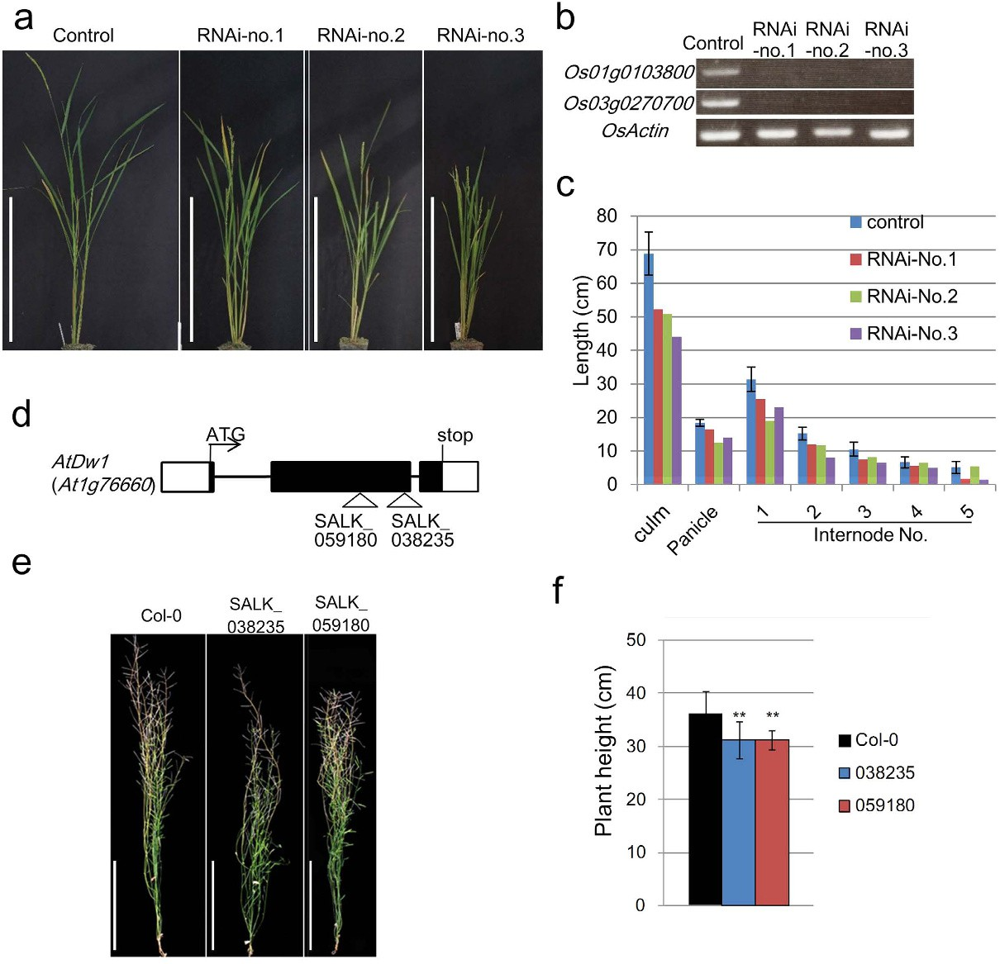 a
Control RNAi-no.1 RNAi-no.2 RNAi-no.3
b
Control RNAi -no.1 RNAi -no.2 RNAi -no.3
Os01g0103800
Os03g0270700
OsActin
c
80
70
60
50
40
30
20
10
0
Length (cm)
control
RNAi-No.1
RNAi-No.2
RNAi-No.3
culm Panicle 1 2 3 4 5
Internode No.
d
ATG stop
AtDw1
(At1g76660)
SALK_ SALK_
059180 038235
e
Col-0 SALK_ 038235 SALK_ 059180
f
50
40
30
20
10
0
Plant height (cm)
** **
Col-0
038235
059180